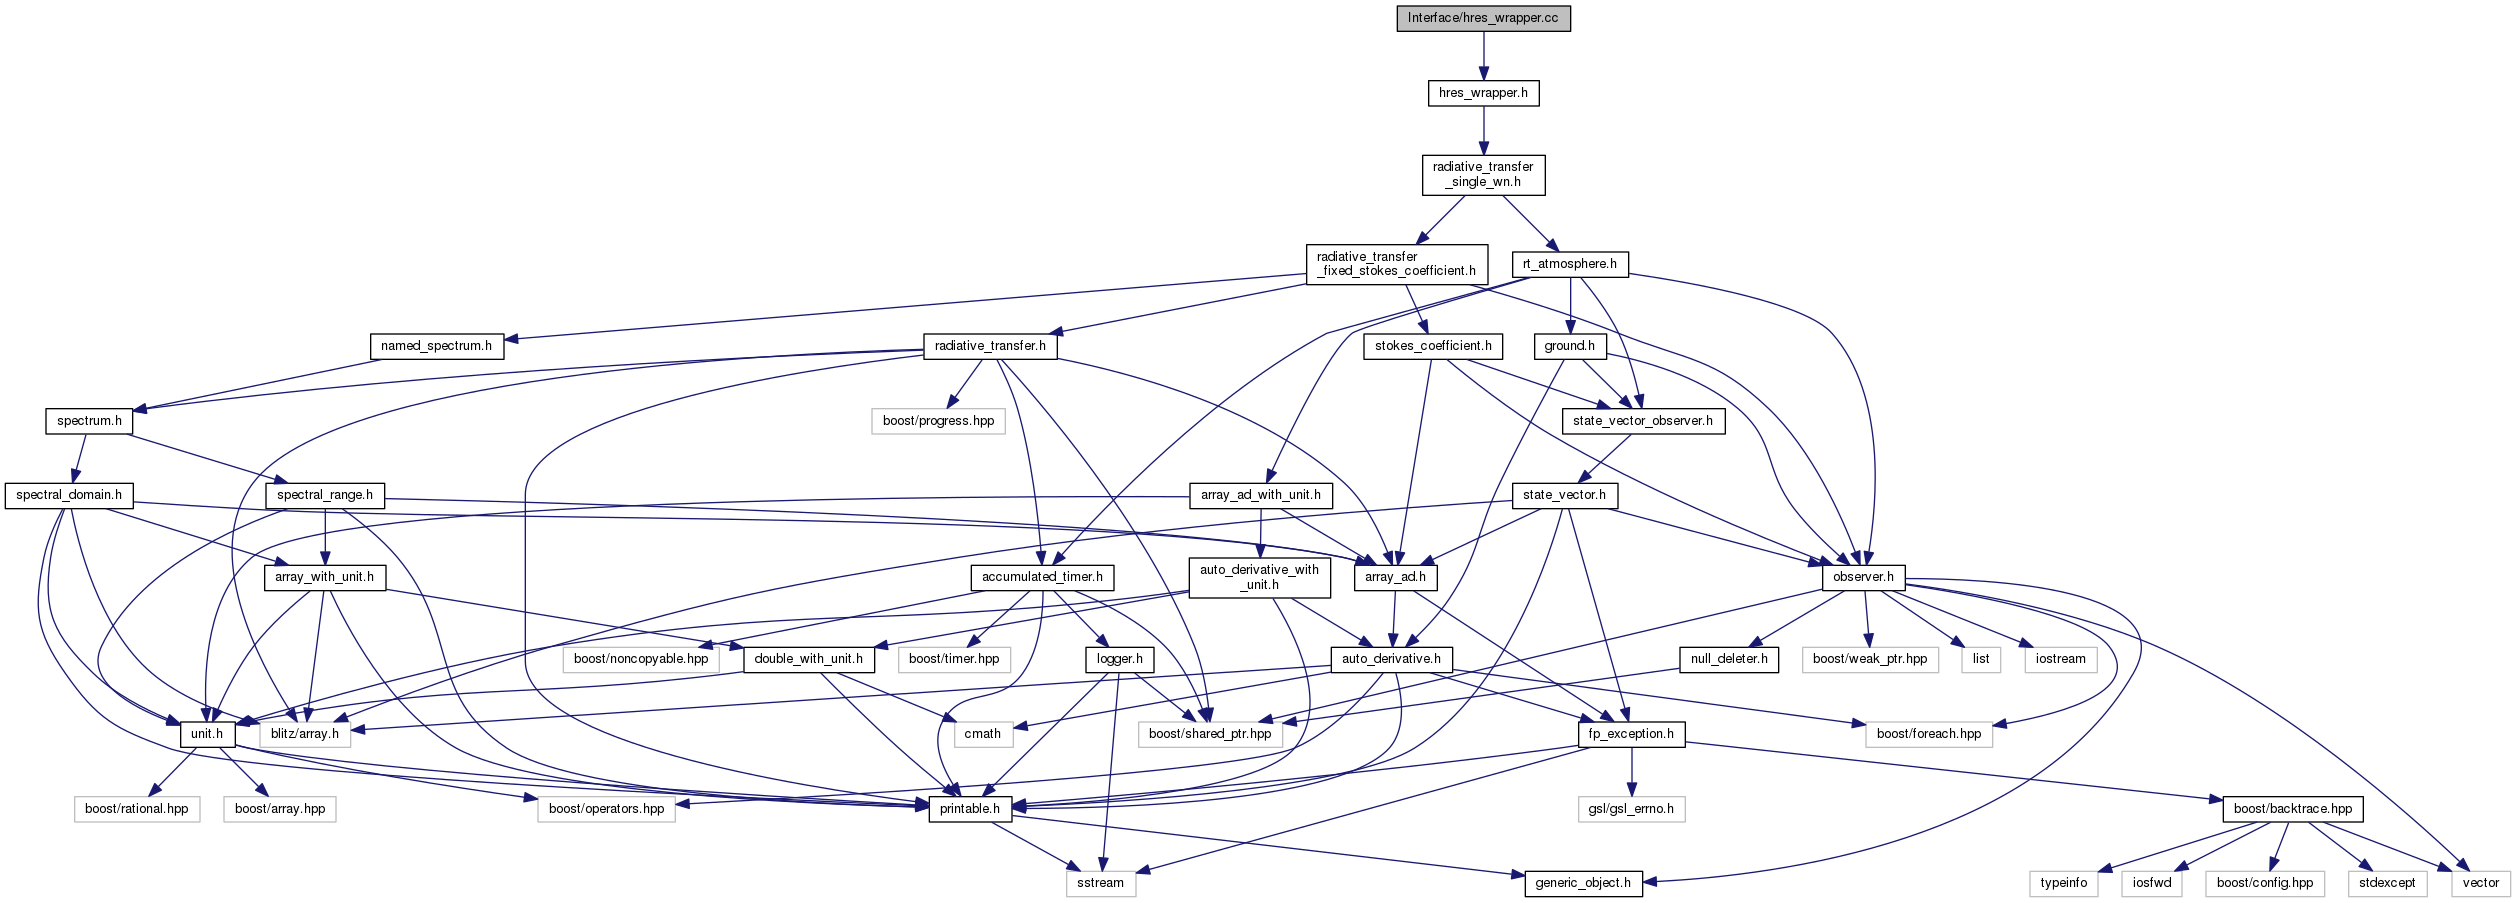 Interface/hres_wrapper.cc
hres_wrapper.h
radiative_transfer
_single_wn.h
radiative_transfer
_fixed_stokes_coefficient.h
rt_atmosphere.h
named_spectrum.h
radiative_transfer.h
stokes_coefficient.h
ground.h
spectrum.h
boost/progress.hpp
state_vector_observer.h
spectral_domain.h
spectral_range.h
array_ad_with_unit.h
state_vector.h
array_with_unit.h
accumulated_timer.h
auto_derivative_with
_unit.h
array_ad.h
observer.h
boost/noncopyable.hpp
double_with_unit.h
boost/timer.hpp
logger.h
auto_derivative.h
null_deleter.h
boost/weak_ptr.hpp
list
iostream
unit.h
blitz/array.h
cmath
boost/shared_ptr.hpp
fp_exception.h
boost/foreach.hpp
boost/rational.hpp
boost/array.hpp
boost/operators.hpp
printable.h
gsl/gsl_errno.h
boost/backtrace.hpp
sstream
generic_object.h
typeinfo
iosfwd
boost/config.hpp
stdexcept
vector